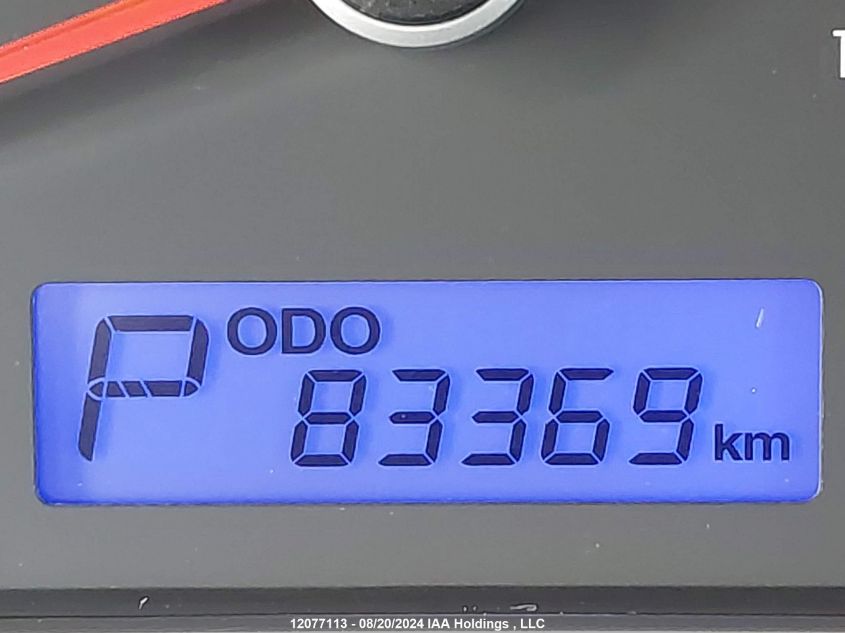 P ODO
83369 km
12077113 - 08/20/2024 IAA Holdings , LLC